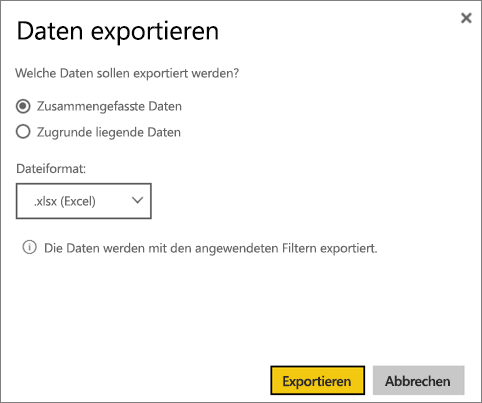 Daten exportieren
Welche Daten sollen exportiert werden?
Zusammengefasste Daten
Zugrunde liegende Daten
Dateiformat:
.xlsx (Excel)
Die Daten werden mit den angewendeten Filtern exportiert.
Exportieren Abbrechen